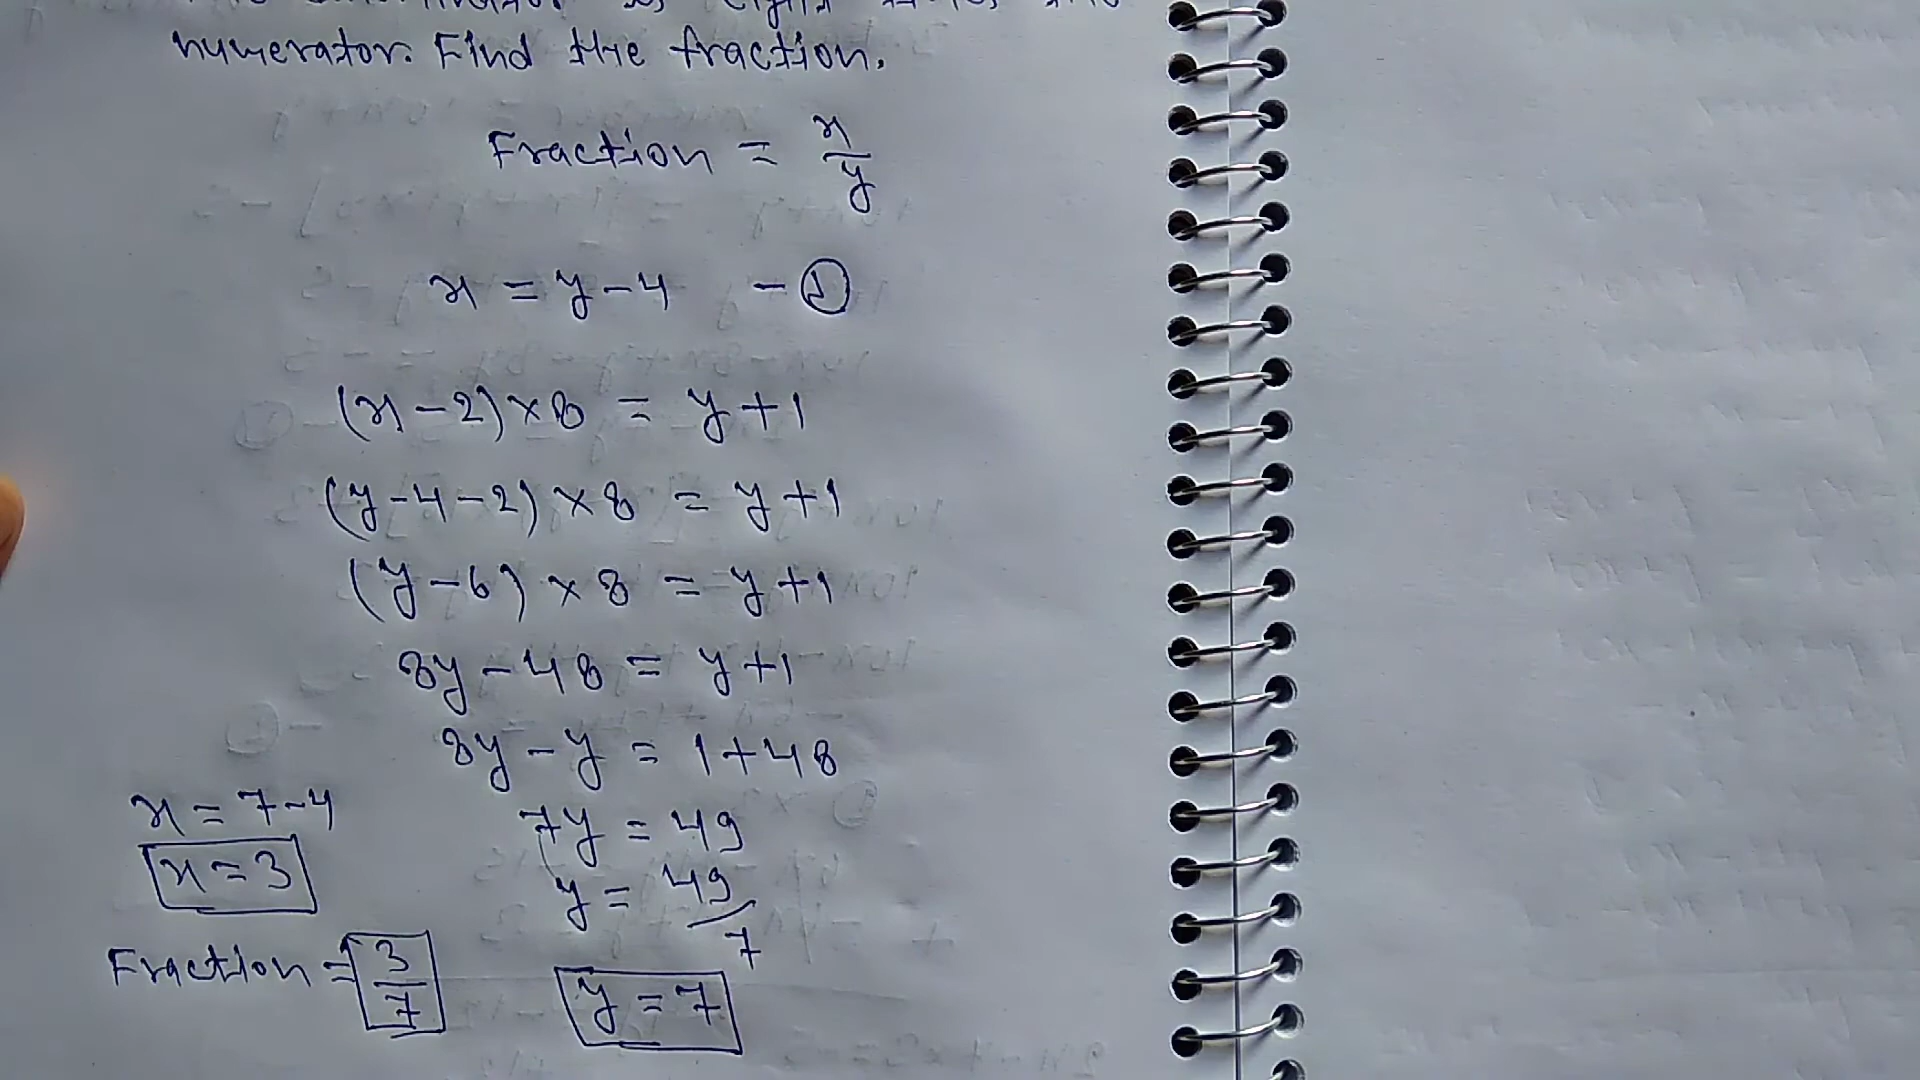 numerator. Find the fraction.
Fraction = x/y
x = y-4 - ①
(x-2)×8 = y+1
(y-4-2)×8 = y+1
(y-6)×8 = y+1
8y-48 = y+1
8y-y = 1+48
7y = 49
y = 49/7
y = 7
x = 7-4
x = 3
Fraction = 3/7